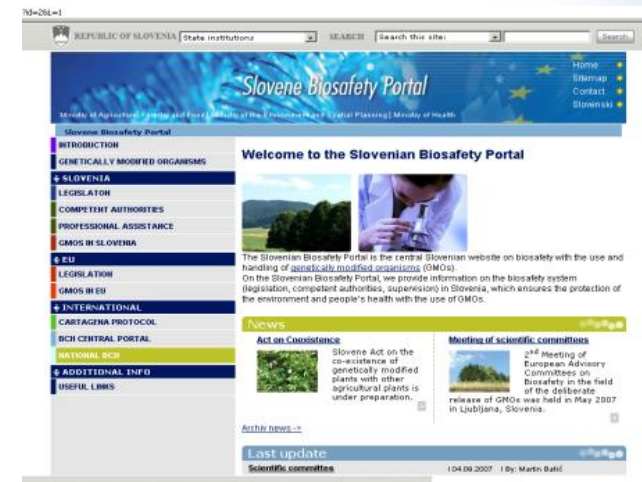 ?id=2&L=1
REPUBLIC OF SLOVENIA State institutions SEARCH Search this site: Search
Slovene Biosafety Portal
Home
Sitemap
Contact
Slovenski
Ministry of Agriculture, Forestry and Food | Ministry of the Environment and Spatial Planning | Ministry of Health
Slovene Biosafety Portal
INTRODUCTION
GENETICALLY MODIFIED ORGANISMS
SLOVENIA
LEGISLATON
COMPETENT AUTHORITIES
PROFESSIONAL ASSISTANCE
GMOS IN SLOVENIA
EU
LEGISLATION
GMOS IN EU
INTERNATIONAL
CARTAGENA PROTOCOL
BCH CENTRAL PORTAL
NATIONAL BCH
ADDITIONAL INFO
USEFUL LINKS
Welcome to the Slovenian Biosafety Portal
The Slovenian Biosafety Portal is the central Slovenian website on biosafety with the use and
handling of genetically modified organisms (GMOs).
On the Slovenian Biosafety Portal, we provide information on the biosafety system
(legislation, competent authorities, supervision) in Slovenia, which ensures the protection of
the environment and people's health with the use of GMOs.
News
Act on Coexistence
Slovene Act on the
co-existence of
genetically modified
plants with other
agricultural plants is
under preparation.
Meeting of scientific committees
2nd Meeting of
European Advisory
Committees on
Biosafety in the field
of the deliberate
release of GMOs was held in May 2007
in Ljubljana, Slovenia.
Archiv news ->
Last update
Scientific committes | 04.09.2007 | By: Martin Batič